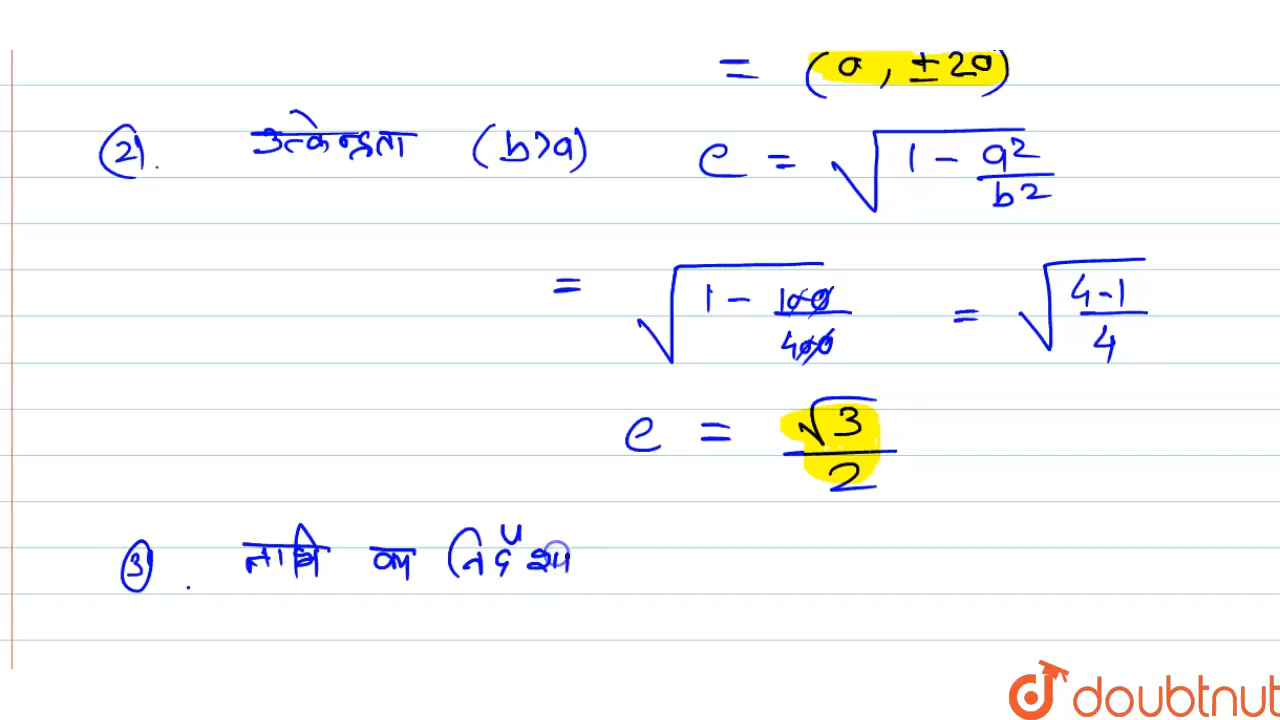 = (0, ±20)
(2). उत्केन्द्रता (b>a) e = √(1 - a²/b²)
= √(1 - 100/400) = √((4-1)/4)
e = √3/2
(3). नाभि का निर्देशां
doubtnut